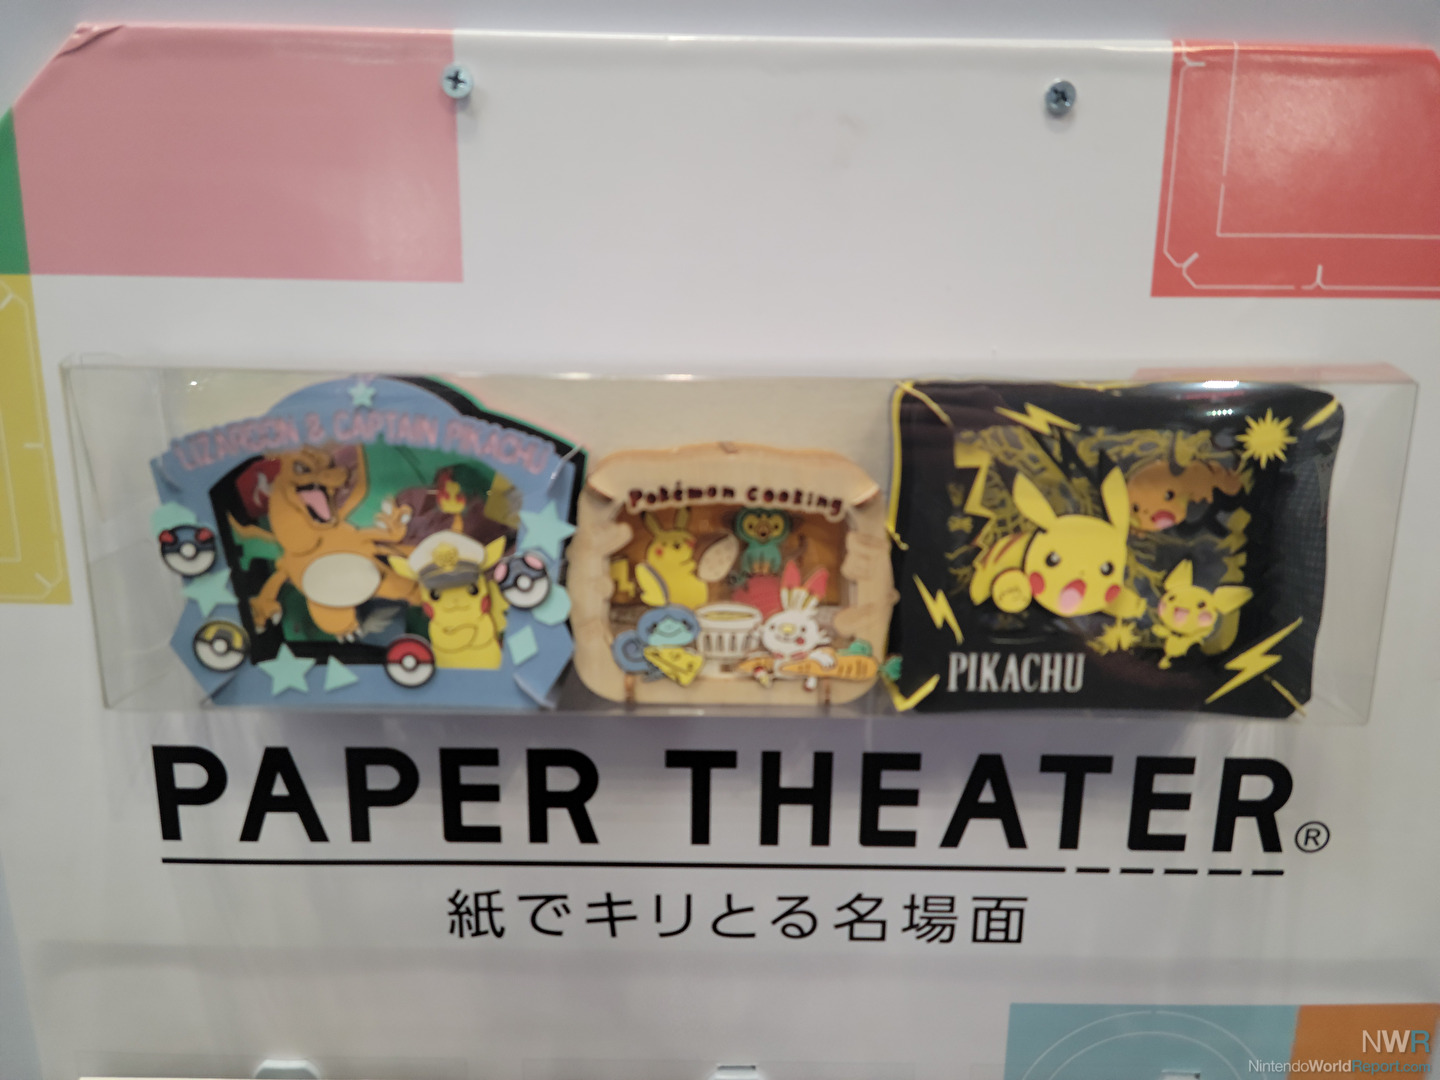 LIZARDON & CAPTAIN PIKACHU
Pokémon Cooking
PIKACHU
PAPER THEATER®
紙でキリとる名場面
NWR
NintendoWorldReport.com